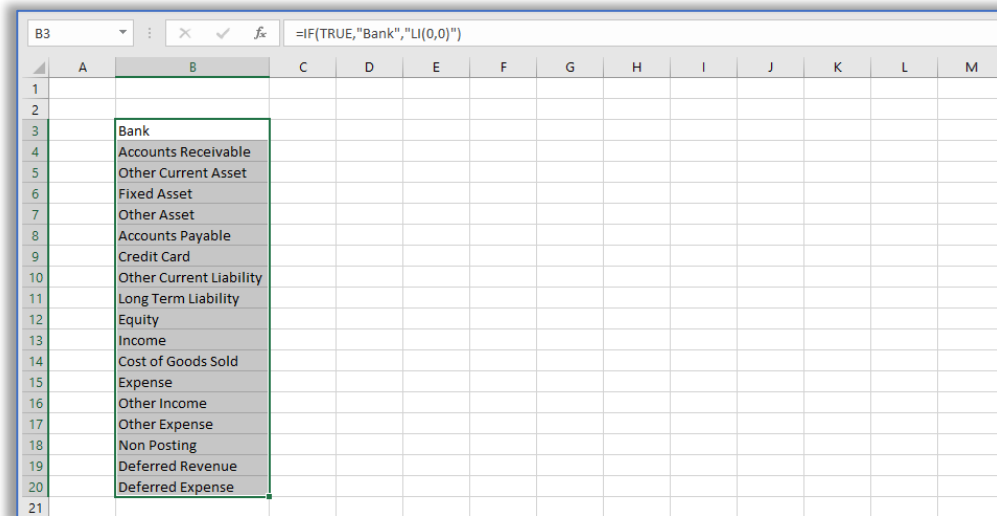 B3 fx =IF(TRUE,"Bank","LI(0,0)")
A B C D E F G H I J K L M
1
2
3 Bank
4 Accounts Receivable
5 Other Current Asset
6 Fixed Asset
7 Other Asset
8 Accounts Payable
9 Credit Card
10 Other Current Liability
11 Long Term Liability
12 Equity
13 Income
14 Cost of Goods Sold
15 Expense
16 Other Income
17 Other Expense
18 Non Posting
19 Deferred Revenue
20 Deferred Expense
21